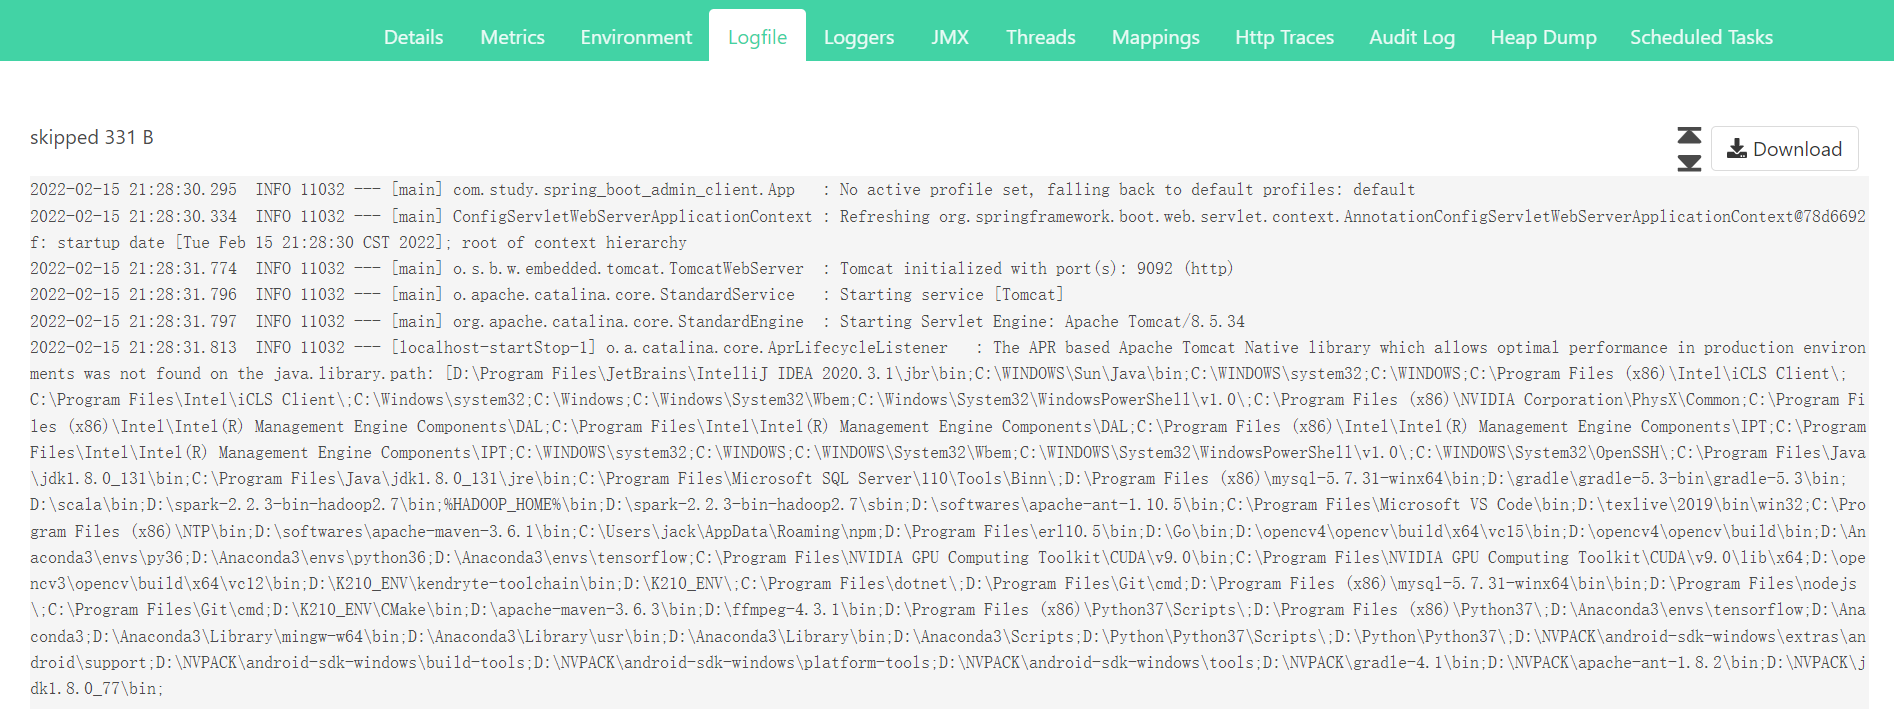 Details Metrics Environment Logfile Loggers JMX Threads Mappings Http Traces Audit Log Heap Dump Scheduled Tasks
skipped 331 B
Download
2022-02-15 21:28:30.295  INFO 11032 --- [main] com.study.spring_boot_admin_client.App   : No active profile set, falling back to default profiles: default
2022-02-15 21:28:30.334  INFO 11032 --- [main] ConfigServletWebServerApplicationContext : Refreshing org.springframework.boot.web.servlet.context.AnnotationConfigServletWebServerApplicationContext@78d6692
f: startup date [Tue Feb 15 21:28:30 CST 2022]; root of context hierarchy
2022-02-15 21:28:31.774  INFO 11032 --- [main] o.s.b.w.embedded.tomcat.TomcatWebServer  : Tomcat initialized with port(s): 9092 (http)
2022-02-15 21:28:31.796  INFO 11032 --- [main] o.apache.catalina.core.StandardService   : Starting service [Tomcat]
2022-02-15 21:28:31.797  INFO 11032 --- [main] org.apache.catalina.core.StandardEngine  : Starting Servlet Engine: Apache Tomcat/8.5.34
2022-02-15 21:28:31.813  INFO 11032 --- [localhost-startStop-1] o.a.catalina.core.AprLifecycleListener   : The APR based Apache Tomcat Native library which allows optimal performance in production environ
ments was not found on the java.library.path: [D:\Program Files\JetBrains\IntelliJ IDEA 2020.3.1\jbr\bin;C:\WINDOWS\Sun\Java\bin;C:\WINDOWS\system32;C:\WINDOWS;C:\Program Files (x86)\Intel\iCLS Client\;
C:\Program Files\Intel\iCLS Client\;C:\Windows\system32;C:\Windows;C:\Windows\System32\Wbem;C:\Windows\System32\WindowsPowerShell\v1.0\;C:\Program Files (x86)\NVIDIA Corporation\PhysX\Common;C:\Program Fi
les (x86)\Intel\Intel(R) Management Engine Components\DAL;C:\Program Files\Intel\Intel(R) Management Engine Components\DAL;C:\Program Files (x86)\Intel\Intel(R) Management Engine Components\IPT;C:\Program
Files\Intel\Intel(R) Management Engine Components\IPT;C:\WINDOWS\system32;C:\WINDOWS;C:\WINDOWS\System32\Wbem;C:\WINDOWS\System32\WindowsPowerShell\v1.0\;C:\WINDOWS\System32\OpenSSH\;C:\Program Files\Java
\jdk1.8.0_131\bin;C:\Program Files\Java\jdk1.8.0_131\jre\bin;C:\Program Files\Microsoft SQL Server\110\Tools\Binn\;D:\Program Files (x86)\mysql-5.7.31-winx64\bin;D:\gradle\gradle-5.3-bin\gradle-5.3\bin;
D:\scala\bin;D:\spark-2.2.3-bin-hadoop2.7\bin;%HADOOP_HOME%\bin;D:\spark-2.2.3-bin-hadoop2.7\sbin;D:\softwares\apache-ant-1.10.5\bin;C:\Program Files\Microsoft VS Code\bin;D:\texlive\2019\bin\win32;C:\Pro
gram Files (x86)\NTP\bin;D:\softwares\apache-maven-3.6.1\bin;C:\Users\jack\AppData\Roaming\npm;D:\Program Files\erl10.5\bin;D:\Go\bin;D:\opencv4\opencv\build\x64\vc15\bin;D:\opencv4\opencv\build\bin;D:\An
aconda3\envs\py36;D:\Anaconda3\envs\python36;D:\Anaconda3\envs\tensorflow;C:\Program Files\NVIDIA GPU Computing Toolkit\CUDA\v9.0\bin;C:\Program Files\NVIDIA GPU Computing Toolkit\CUDA\v9.0\lib\x64;D:\ope
ncv3\opencv\build\x64\vc12\bin;D:\K210_ENV\kendryte-toolchain\bin;D:\K210_ENV\;C:\Program Files\dotnet\;D:\Program Files\Git\cmd;D:\Program Files (x86)\mysql-5.7.31-winx64\bin\bin;D:\Program Files\nodejs
\;C:\Program Files\Git\cmd;D:\K210_ENV\CMake\bin;D:\apache-maven-3.6.3\bin;D:\ffmpeg-4.3.1\bin;D:\Program Files (x86)\Python37\Scripts\;D:\Program Files (x86)\Python37\;D:\Anaconda3\envs\tensorflow;D:\Ana
conda3;D:\Anaconda3\Library\mingw-w64\bin;D:\Anaconda3\Library\usr\bin;D:\Anaconda3\Library\bin;D:\Anaconda3\Scripts;D:\Python\Python37\Scripts\;D:\Python\Python37\;D:\NVPACK\android-sdk-windows\extras\an
droid\support;D:\NVPACK\android-sdk-windows\build-tools;D:\NVPACK\android-sdk-windows\platform-tools;D:\NVPACK\android-sdk-windows\tools;D:\NVPACK\gradle-4.1\bin;D:\NVPACK\apache-ant-1.8.2\bin;D:\NVPACK\j
dk1.8.0_77\bin;